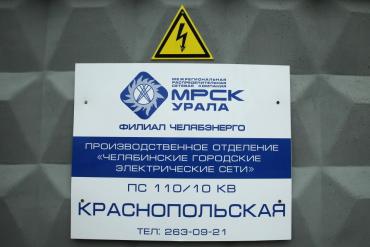 МЕЖРЕГИОНАЛЬНАЯ
РАСПРЕДЕЛИТЕЛЬНАЯ
СЕТЕВАЯ КОМПАНИЯ
МРСК
УРАЛА
ФИЛИАЛ ЧЕЛЯБЭНЕРГО
ПРОИЗВОДСТВЕННОЕ ОТДЕЛЕНИЕ
«ЧЕЛЯБИНСКИЕ ГОРОДСКИЕ
ЭЛЕКТРИЧЕСКИЕ СЕТИ»
ПС 110/10 КВ
КРАСНОПОЛЬСКАЯ
ТЕЛ: 263-09-21